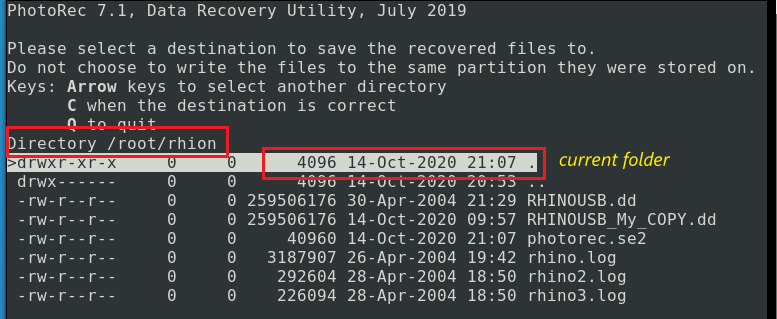 PhotoRec 7.1, Data Recovery Utility, July 2019
Please select a destination to save the recovered files to.
Do not choose to write the files to the same partition they were stored on.
Keys: Arrow keys to select another directory
C when the destination is correct
Q to quit
Directory /root/rhion
>drwxr-xr-x 0 0 4096 14-Oct-2020 21:07 . current folder
drwx------ 0 0 4096 14-Oct-2020 20:53 ..
-rw-r--r-- 0 0 259506176 30-Apr-2004 21:29 RHINOUSB.dd
-rw-r--r-- 0 0 259506176 14-Oct-2020 09:57 RHINOUSB_My_COPY.dd
-rw-r--r-- 0 0 40960 14-Oct-2020 21:07 photorec.se2
-rw-r--r-- 0 0 3187907 26-Apr-2004 19:42 rhino.log
-rw-r--r-- 0 0 292604 28-Apr-2004 18:50 rhino2.log
-rw-r--r-- 0 0 226094 28-Apr-2004 18:50 rhino3.log